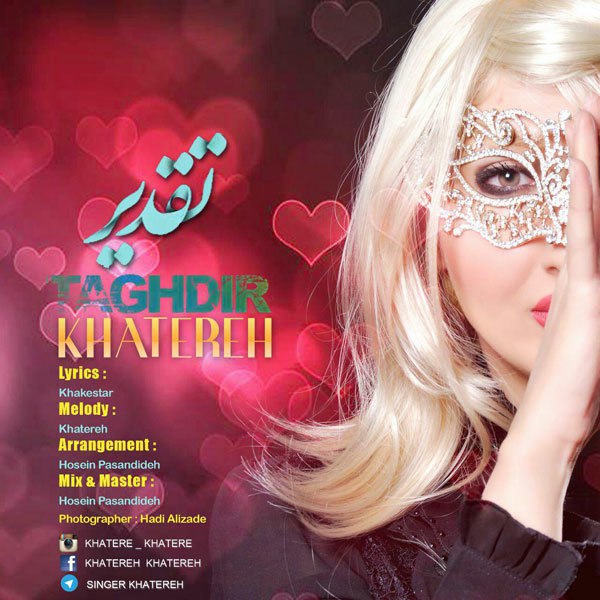 تقدیر
TAGHDIR
KHATEREH
Lyrics :
Khakestar
Melody :
Khatereh
Arrangement :
Hosein Pasandideh
Mix & Master :
Hosein Pasandideh
Photographer : Hadi Alizade
KHATERE _ KHATERE
KHATEREH KHATEREH
SINGER KHATEREH